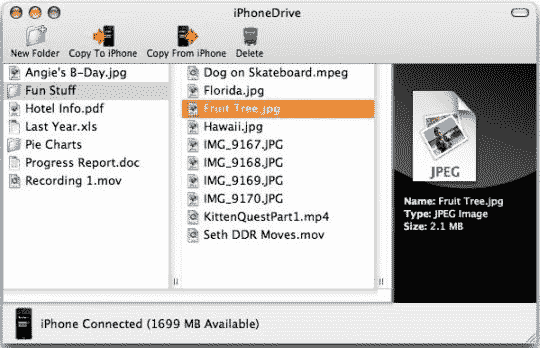 iPhoneDrive
New Folder Copy To iPhone Copy From iPhone Delete
Angie's B-Day.jpg
Fun Stuff
Hotel Info.pdf
Last Year.xls
Pie Charts
Progress Report.doc
Recording 1.mov
Dog on Skateboard.mpeg
Florida.jpg
Fruit Tree.jpg
Hawaii.jpg
IMG_9167.JPG
IMG_9168.JPG
IMG_9169.JPG
IMG_9170.JPG
KittenQuestPart1.mp4
Seth DDR Moves.mov
JPEG
Name: Fruit Tree.jpg
Type: JPEG Image
Size: 2.1 MB
iPhone Connected (1699 MB Available)